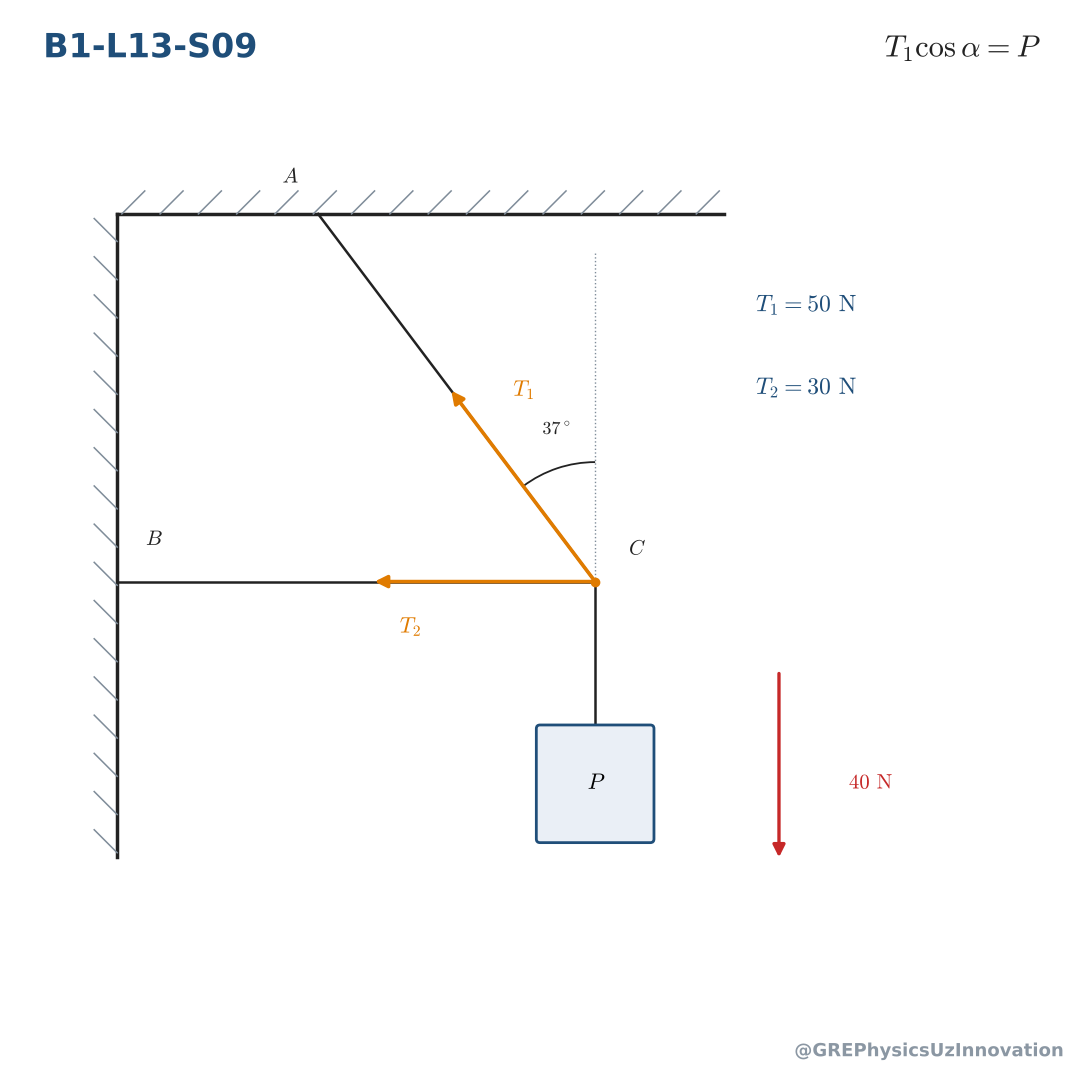 B1-L13-S09
T₁cos α = P
A
T₁ = 50 N
T₂ = 30 N
T₁
37°
B
C
T₂
P
40 N
@GREPhysicsUzInnovation